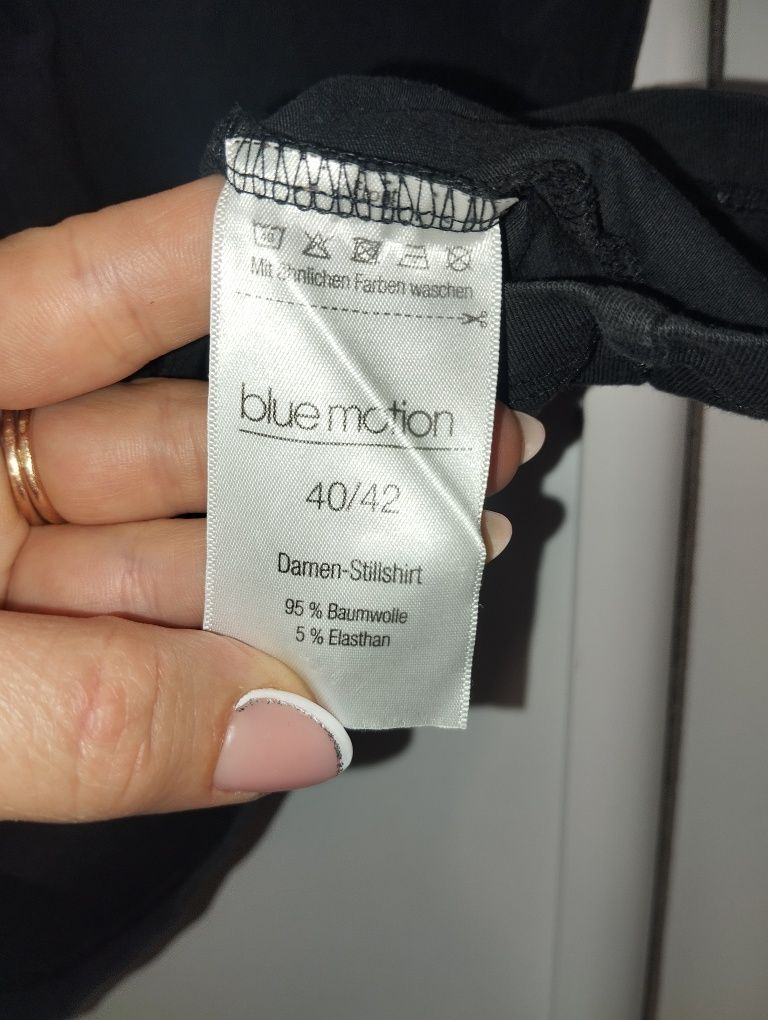 Mit ähnlichen Farben waschen
blue motion
40/42
Damen-Stillshirt
95 % Baumwolle
5 % Elasthan